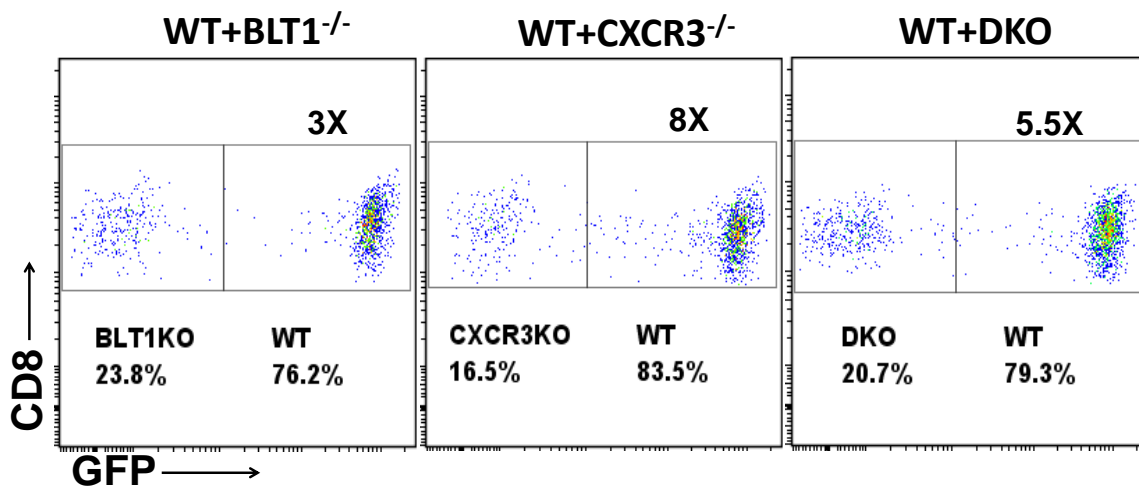 WT+BLT1-/-
WT+CXCR3-/-
WT+DKO
3X
8X
5.5X
BLT1KO
23.8%
WT
76.2%
CXCR3KO
16.5%
WT
83.5%
DKO
20.7%
WT
79.3%
CD8
GFP